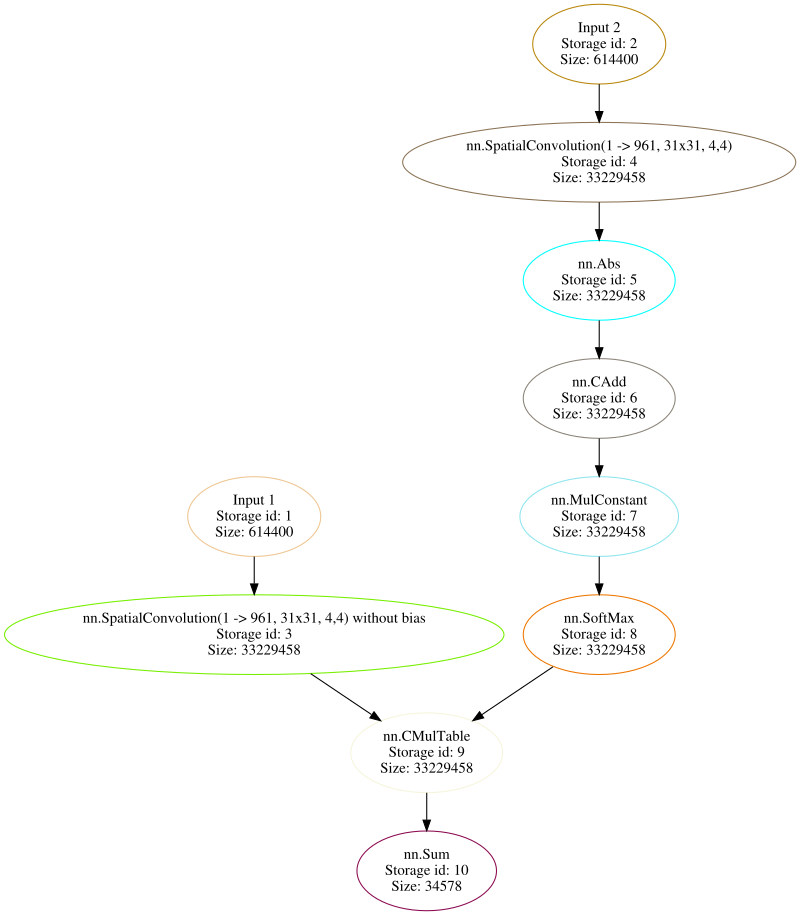 Input 2
Storage id: 2
Size: 614400
nn.SpatialConvolution(1 -> 961, 31x31, 4,4)
Storage id: 4
Size: 33229458
nn.Abs
Storage id: 5
Size: 33229458
nn.CAdd
Storage id: 6
Size: 33229458
Input 1
Storage id: 1
Size: 614400
nn.MulConstant
Storage id: 7
Size: 33229458
nn.SpatialConvolution(1 -> 961, 31x31, 4,4) without bias
Storage id: 3
Size: 33229458
nn.SoftMax
Storage id: 8
Size: 33229458
nn.CMulTable
Storage id: 9
Size: 33229458
nn.Sum
Storage id: 10
Size: 34578